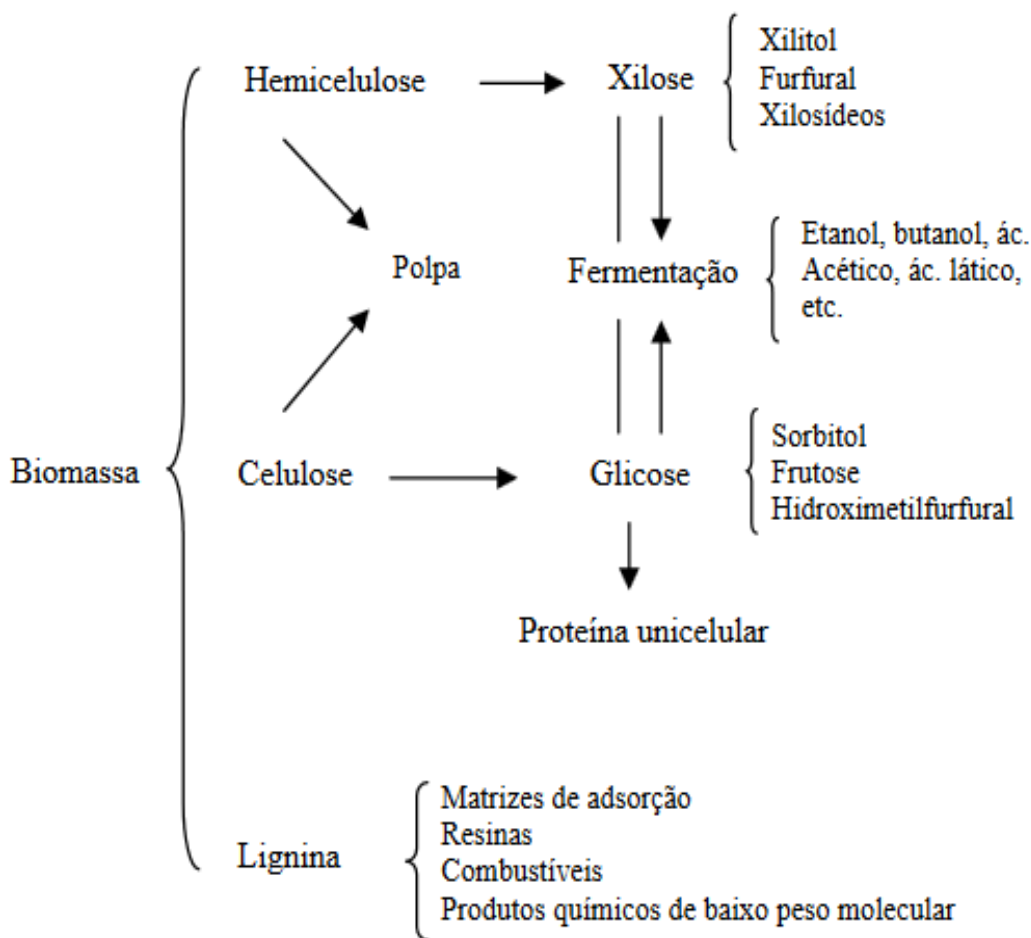 Hemicelulose
Xilose
Xilitol
Furfural
Xilosídeos
Polpa
Fermentação
Etanol, butanol, ác.
Acético, ác. lático,
etc.
Biomassa
Celulose
Glicose
Sorbitol
Frutose
Hidroximetilfurfural
Proteína unicelular
Lignina
Matrizes de adsorção
Resinas
Combustíveis
Produtos químicos de baixo peso molecular